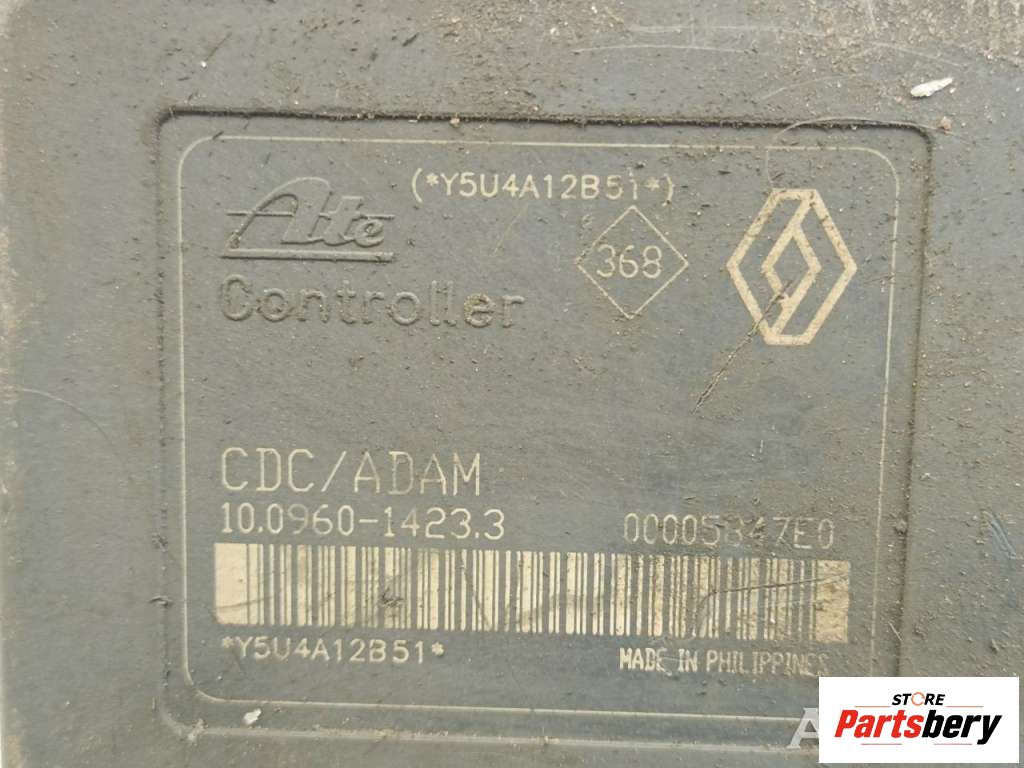 (*Y5U4A12B51*)
Ate
368
Controller
CDC/ADAM
10.0960-1423.3 00005847E0
*Y5U4A12B51* MADE IN PHILIPPINES
STORE
Partsbery